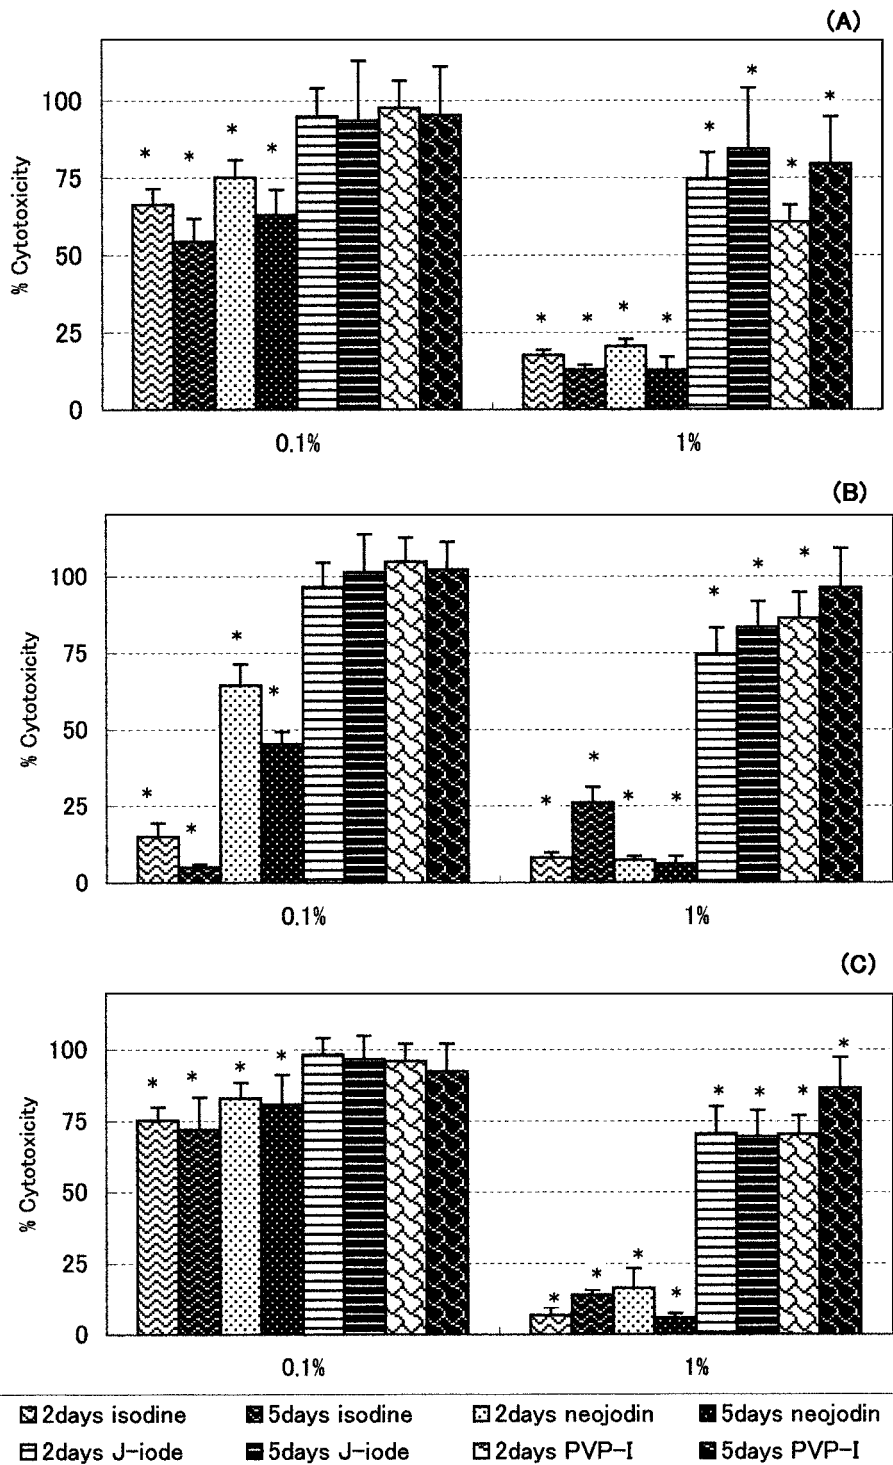 (A)
% Cytotoxicity
100
75
50
25
0
* * * * * * * * * * * *
0.1% 1%
(B)
% Cytotoxicity
100
75
50
25
0
* * * * * * * * * * *
0.1% 1%
(C)
% Cytotoxicity
100
75
50
25
0
* * * * * * * * * * * *
0.1% 1%
2days isodine 5days isodine 2days neojodin 5days neojodin
2days J-iode 5days J-iode 2days PVP-I 5days PVP-I